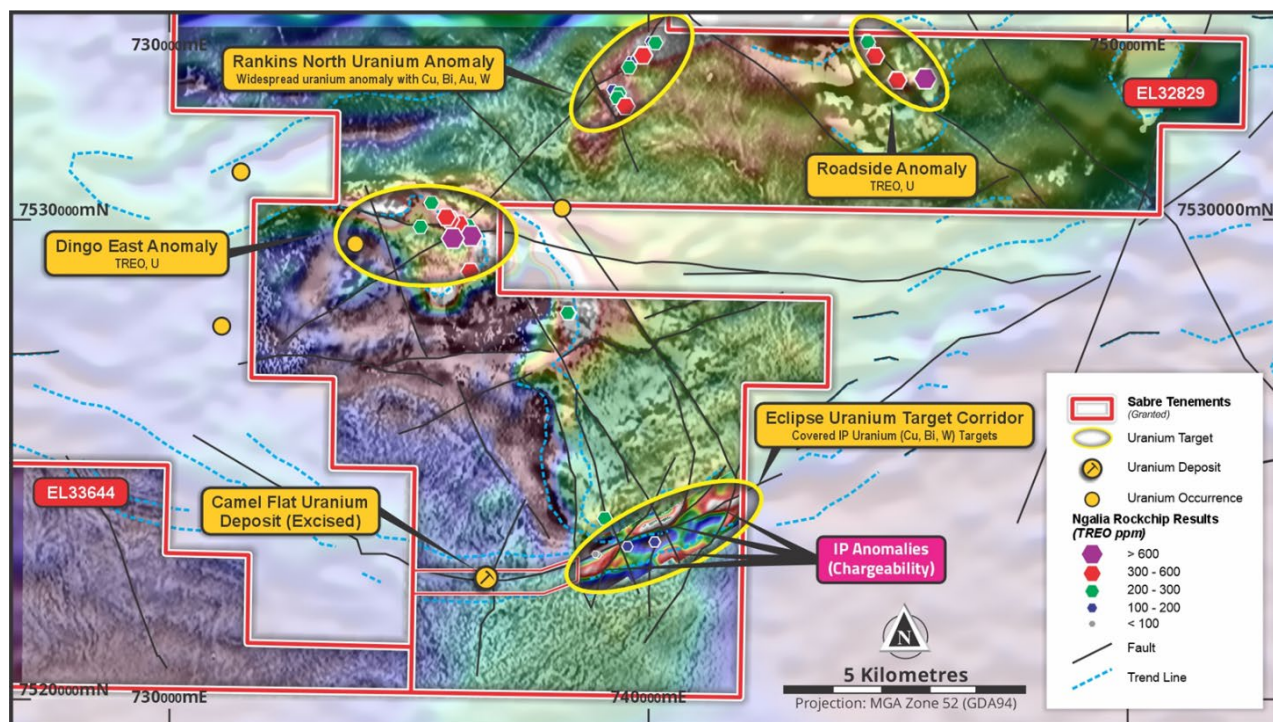 730000mE
750000mE
Rankins North Uranium Anomaly
Widespread uranium anomaly with Cu, Bi, Au, W
EL32829
Roadside Anomaly
TREO, U
7530000mN
7530000mN
Dingo East Anomaly
TREO, U
Eclipse Uranium Target Corridor
Covered IP Uranium (Cu, Bi, W) Targets
EL33644
Camel Flat Uranium
Deposit (Excised)
IP Anomalies
(Chargeability)
Sabre Tenements
(Granted)
Uranium Target
Uranium Deposit
Uranium Occurrence
Ngalia Rockchip Results
(TREO ppm)
> 600
300 - 600
200 - 300
100 - 200
< 100
Fault
Trend Line
N
5 Kilometres
Projection: MGA Zone 52 (GDA94)
7520000mN
730000mE
740000mE